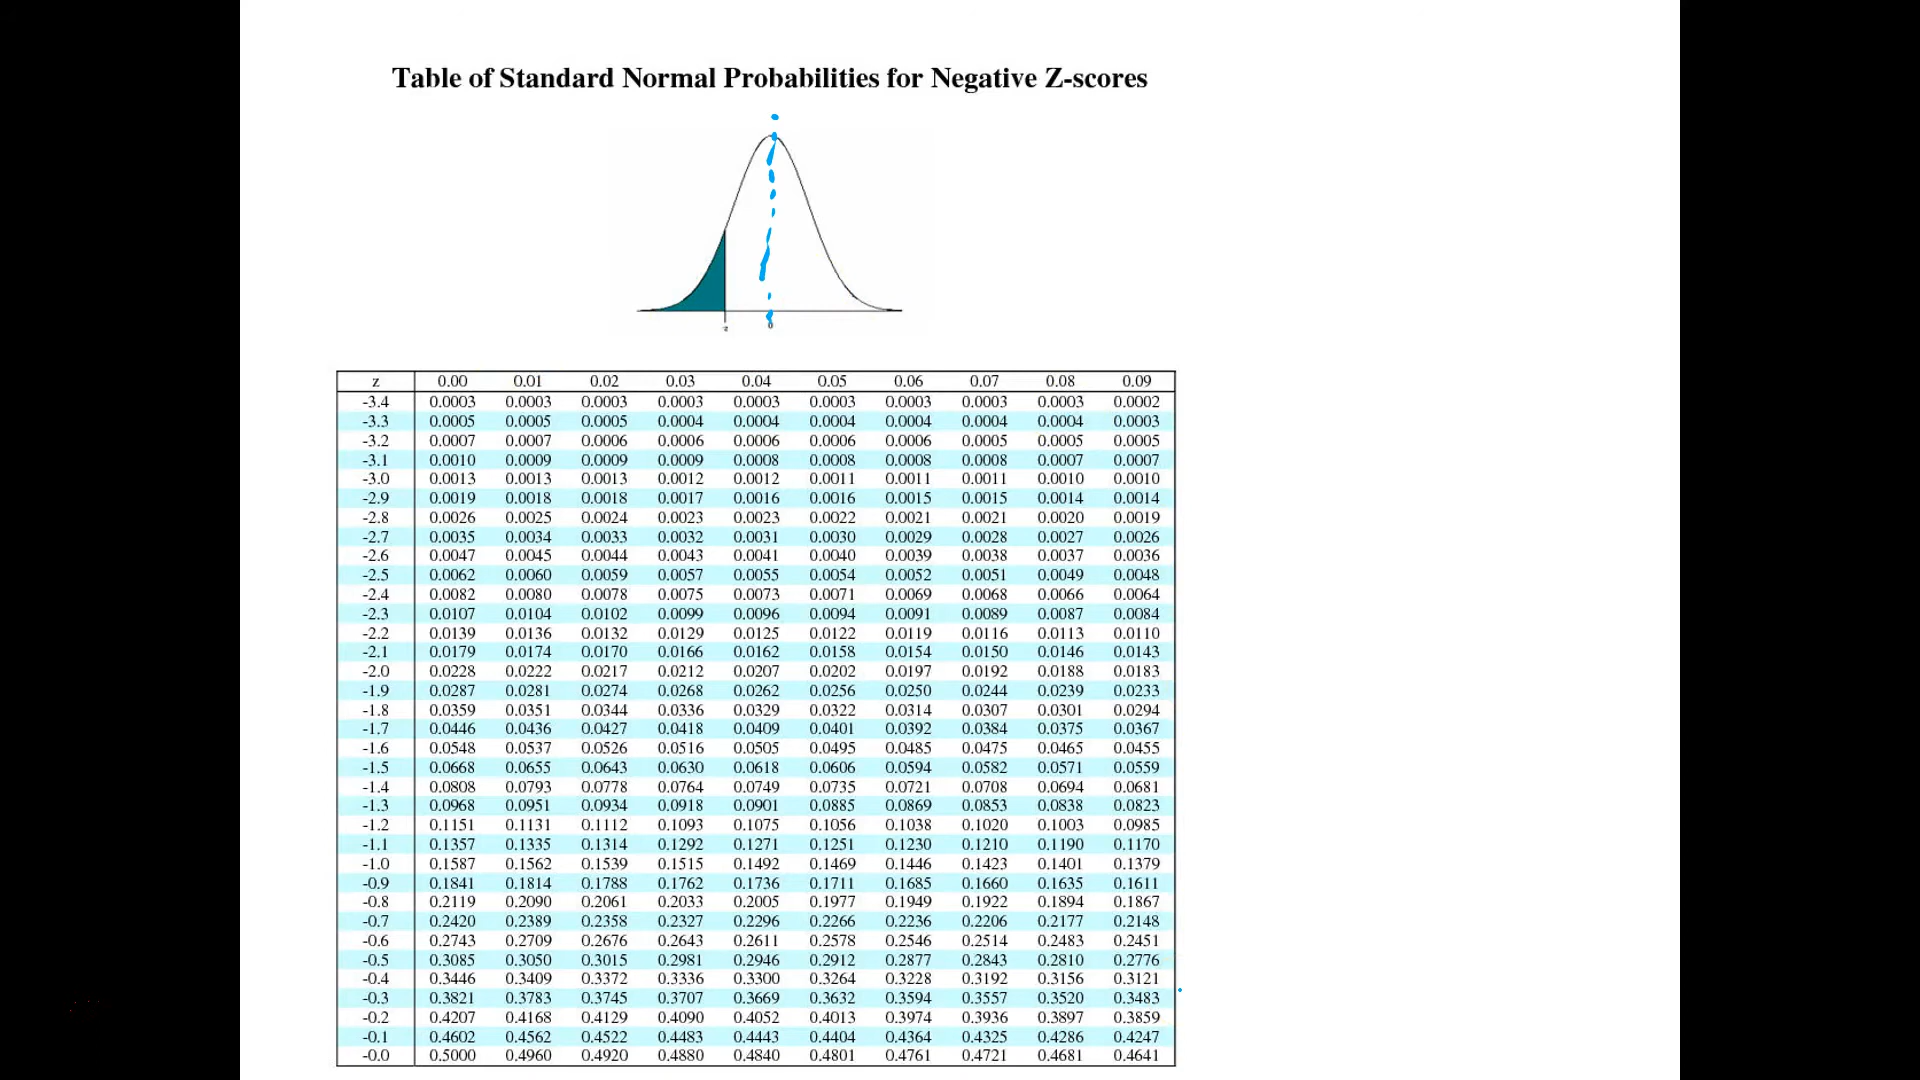 Table of Standard Normal Probabilities for Negative Z-scores
z 0
z 0.00 0.01 0.02 0.03 0.04 0.05 0.06 0.07 0.08 0.09
-3.4 0.0003 0.0003 0.0003 0.0003 0.0003 0.0003 0.0003 0.0003 0.0003 0.0002
-3.3 0.0005 0.0005 0.0005 0.0004 0.0004 0.0004 0.0004 0.0004 0.0004 0.0003
-3.2 0.0007 0.0007 0.0006 0.0006 0.0006 0.0006 0.0006 0.0005 0.0005 0.0005
-3.1 0.0010 0.0009 0.0009 0.0009 0.0008 0.0008 0.0008 0.0008 0.0007 0.0007
-3.0 0.0013 0.0013 0.0013 0.0012 0.0012 0.0011 0.0011 0.0011 0.0010 0.0010
-2.9 0.0019 0.0018 0.0018 0.0017 0.0016 0.0016 0.0015 0.0015 0.0014 0.0014
-2.8 0.0026 0.0025 0.0024 0.0023 0.0023 0.0022 0.0021 0.0021 0.0020 0.0019
-2.7 0.0035 0.0034 0.0033 0.0032 0.0031 0.0030 0.0029 0.0028 0.0027 0.0026
-2.6 0.0047 0.0045 0.0044 0.0043 0.0041 0.0040 0.0039 0.0038 0.0037 0.0036
-2.5 0.0062 0.0060 0.0059 0.0057 0.0055 0.0054 0.0052 0.0051 0.0049 0.0048
-2.4 0.0082 0.0080 0.0078 0.0075 0.0073 0.0071 0.0069 0.0068 0.0066 0.0064
-2.3 0.0107 0.0104 0.0102 0.0099 0.0096 0.0094 0.0091 0.0089 0.0087 0.0084
-2.2 0.0139 0.0136 0.0132 0.0129 0.0125 0.0122 0.0119 0.0116 0.0113 0.0110
-2.1 0.0179 0.0174 0.0170 0.0166 0.0162 0.0158 0.0154 0.0150 0.0146 0.0143
-2.0 0.0228 0.0222 0.0217 0.0212 0.0207 0.0202 0.0197 0.0192 0.0188 0.0183
-1.9 0.0287 0.0281 0.0274 0.0268 0.0262 0.0256 0.0250 0.0244 0.0239 0.0233
-1.8 0.0359 0.0351 0.0344 0.0336 0.0329 0.0322 0.0314 0.0307 0.0301 0.0294
-1.7 0.0446 0.0436 0.0427 0.0418 0.0409 0.0401 0.0392 0.0384 0.0375 0.0367
-1.6 0.0548 0.0537 0.0526 0.0516 0.0505 0.0495 0.0485 0.0475 0.0465 0.0455
-1.5 0.0668 0.0655 0.0643 0.0630 0.0618 0.0606 0.0594 0.0582 0.0571 0.0559
-1.4 0.0808 0.0793 0.0778 0.0764 0.0749 0.0735 0.0721 0.0708 0.0694 0.0681
-1.3 0.0968 0.0951 0.0934 0.0918 0.0901 0.0885 0.0869 0.0853 0.0838 0.0823
-1.2 0.1151 0.1131 0.1112 0.1093 0.1075 0.1056 0.1038 0.1020 0.1003 0.0985
-1.1 0.1357 0.1335 0.1314 0.1292 0.1271 0.1251 0.1230 0.1210 0.1190 0.1170
-1.0 0.1587 0.1562 0.1539 0.1515 0.1492 0.1469 0.1446 0.1423 0.1401 0.1379
-0.9 0.1841 0.1814 0.1788 0.1762 0.1736 0.1711 0.1685 0.1660 0.1635 0.1611
-0.8 0.2119 0.2090 0.2061 0.2033 0.2005 0.1977 0.1949 0.1922 0.1894 0.1867
-0.7 0.2420 0.2389 0.2358 0.2327 0.2296 0.2266 0.2236 0.2206 0.2177 0.2148
-0.6 0.2743 0.2709 0.2676 0.2643 0.2611 0.2578 0.2546 0.2514 0.2483 0.2451
-0.5 0.3085 0.3050 0.3015 0.2981 0.2946 0.2912 0.2877 0.2843 0.2810 0.2776
-0.4 0.3446 0.3409 0.3372 0.3336 0.3300 0.3264 0.3228 0.3192 0.3156 0.3121
-0.3 0.3821 0.3783 0.3745 0.3707 0.3669 0.3632 0.3594 0.3557 0.3520 0.3483
-0.2 0.4207 0.4168 0.4129 0.4090 0.4052 0.4013 0.3974 0.3936 0.3897 0.3859
-0.1 0.4602 0.4562 0.4522 0.4483 0.4443 0.4404 0.4364 0.4325 0.4286 0.4247
-0.0 0.5000 0.4960 0.4920 0.4880 0.4840 0.4801 0.4761 0.4721 0.4681 0.4641